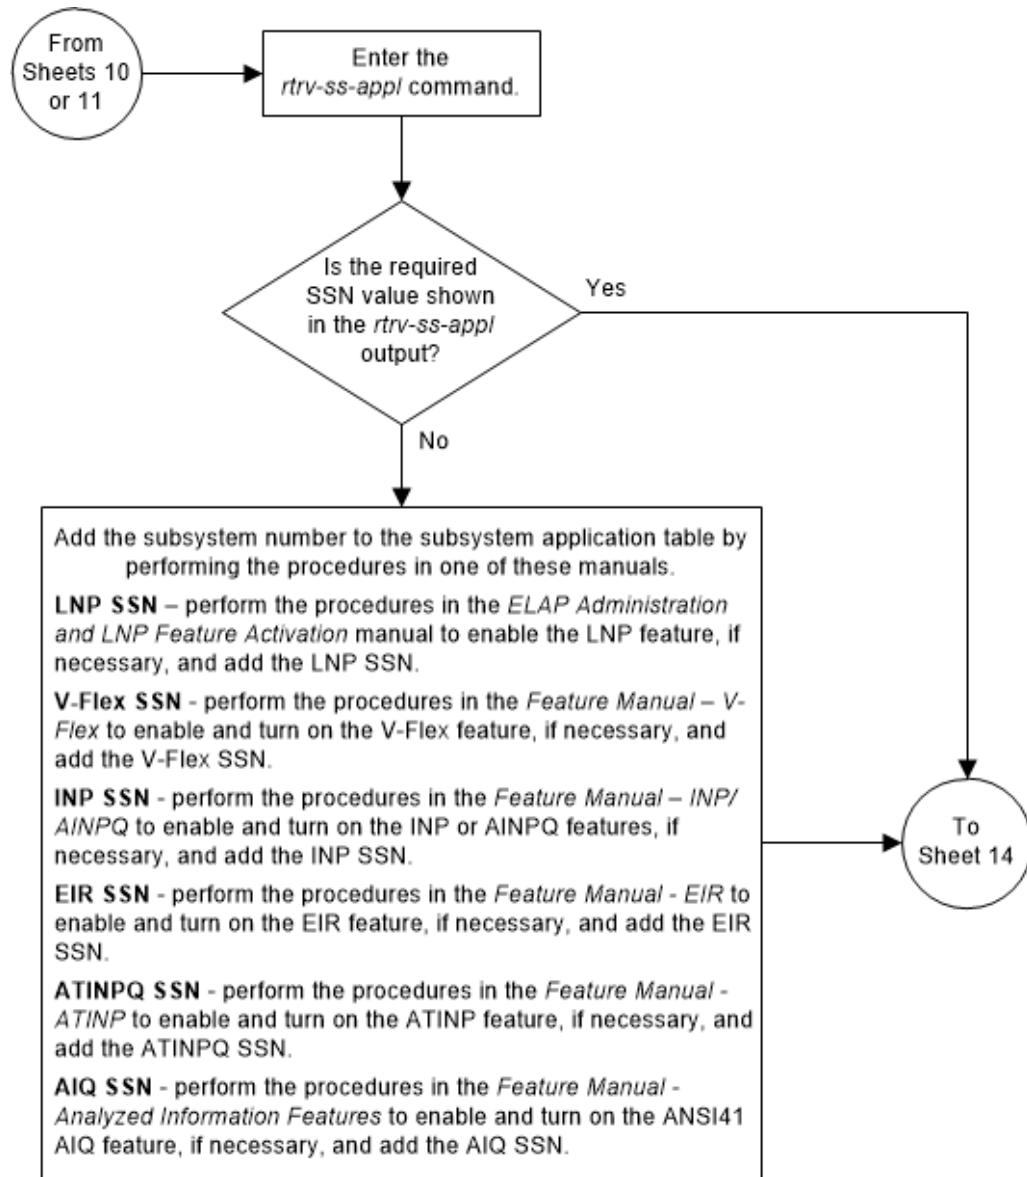 From
Sheets 10
or 11
Enter the
rtrv-ss-appl command.
Is the required
SSN value shown
in the rtrv-ss-appl
output?
Yes
No
Add the subsystem number to the subsystem application table by
performing the procedures in one of these manuals.
LNP SSN – perform the procedures in the ELAP Administration
and LNP Feature Activation manual to enable the LNP feature, if
necessary, and add the LNP SSN.
V-Flex SSN - perform the procedures in the Feature Manual – V-
Flex to enable and turn on the V-Flex feature, if necessary, and
add the V-Flex SSN.
INP SSN - perform the procedures in the Feature Manual – INP/
AINPQ to enable and turn on the INP or AINPQ features, if
necessary, and add the INP SSN.
EIR SSN - perform the procedures in the Feature Manual - EIR to
enable and turn on the EIR feature, if necessary, and add the EIR
SSN.
ATINPQ SSN - perform the procedures in the Feature Manual -
ATINP to enable and turn on the ATINP feature, if necessary, and
add the ATINPQ SSN.
AIQ SSN - perform the procedures in the Feature Manual -
Analyzed Information Features to enable and turn on the ANSI41
AIQ feature, if necessary, and add the AIQ SSN.
To
Sheet 14